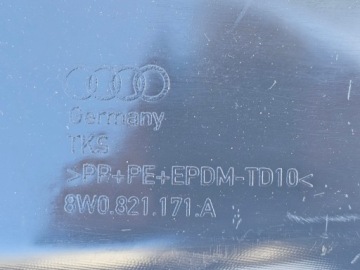 Germany
TKS
>PP+PE+EPDM-TD10<
8W0.821.171.A